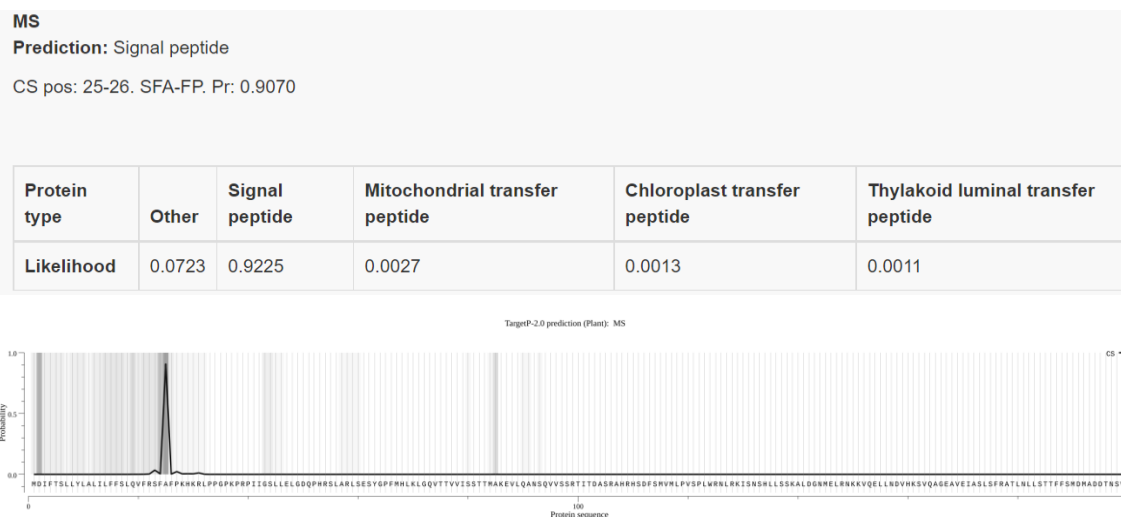 MS
Prediction: Signal peptide
CS pos: 25-26. SFA-FP. Pr: 0.9070
Protein type Other Signal peptide Mitochondrial transfer peptide Chloroplast transfer peptide Thylakoid luminal transfer peptide
Likelihood 0.0723 0.9225 0.0027 0.0013 0.0011
TargetP-2.0 prediction (Plant): MS
1.0
CS
0.5
Probability
0.0
MDIFTSLLYLALILFFSLQVFRSFAFPKHKRLPPGPKPRPIIGSLLELGDQPHRSLARLSESYGPFMHLKLGQVTTVVISSTTMAKEVLQANSQVVSSRTITDASRAHRHSDFSMVMLPVSPLWRNLRKISNSHLLSSKALDGNMELRNKKVQELLNDVHKSVQAGEAVEIASLSFRATLNLLSTTFFSMDMADDTNS
0 100
Protein sequence